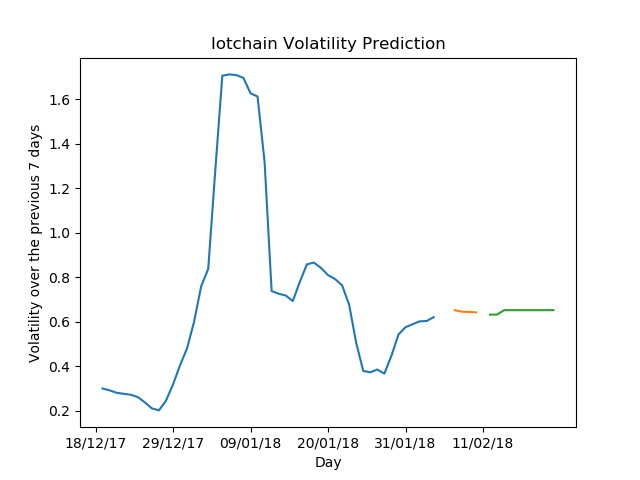 Iotchain Volatility Prediction
Volatility over the previous 7 days
1.6
1.4
1.2
1.0
0.8
0.6
0.4
0.2
18/12/17 29/12/17 09/01/18 20/01/18 31/01/18 11/02/18
Day